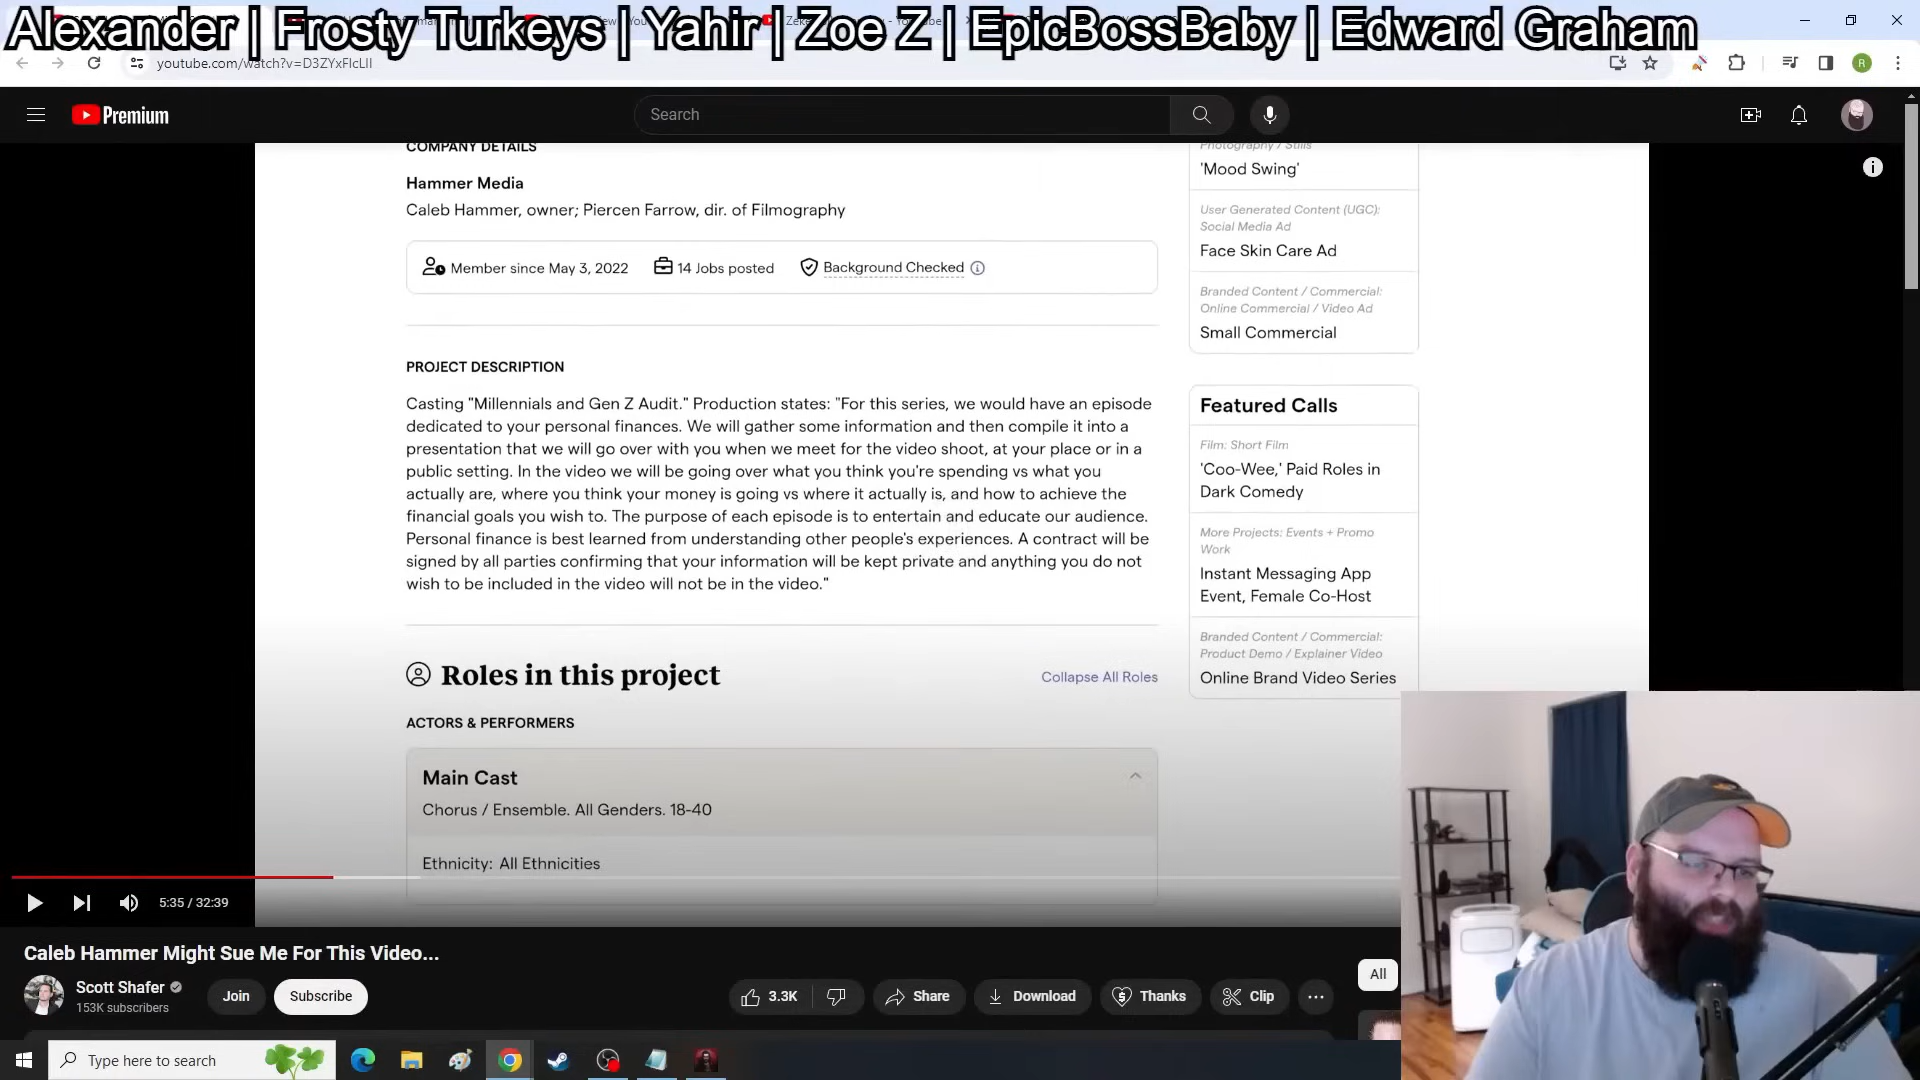 Alexander | Frosty Turkeys | Yahir | Zoe Z | EpicBossBaby | Edward Graham
youtube.com/watch?v=D3ZYxFIcLII
R
Premium
Search
COMPANY DETAILS
Hammer Media
Caleb Hammer, owner; Piercen Farrow, dir. of Filmography
Member since May 3, 2022
14 Jobs posted
Background Checked
PROJECT DESCRIPTION
Casting "Millennials and Gen Z Audit." Production states: "For this series, we would have an episode
dedicated to your personal finances. We will gather some information and then compile it into a
presentation that we will go over with you when we meet for the video shoot, at your place or in a
public setting. In the video we will be going over what you think you're spending vs what you
actually are, where you think your money is going vs where it actually is, and how to achieve the
financial goals you wish to. The purpose of each episode is to entertain and educate our audience.
Personal finance is best learned from understanding other people's experiences. A contract will be
signed by all parties confirming that your information will be kept private and anything you do not
wish to be included in the video will not be in the video."
Roles in this project
Collapse All Roles
ACTORS & PERFORMERS
Main Cast
Chorus / Ensemble. All Genders. 18-40
Ethnicity: All Ethnicities
Photography / Stills
'Mood Swing'
User Generated Content (UGC):
Social Media Ad
Face Skin Care Ad
Branded Content / Commercial:
Online Commercial / Video Ad
Small Commercial
Featured Calls
Film: Short Film
'Coo-Wee,' Paid Roles in
Dark Comedy
More Projects: Events + Promo
Work
Instant Messaging App
Event, Female Co-Host
Branded Content / Commercial:
Product Demo / Explainer Video
Online Brand Video Series
5:35 / 32:39
Caleb Hammer Might Sue Me For This Video...
Scott Shafer
153K subscribers
Join
Subscribe
3.3K
Share
Download
Thanks
Clip
All
Type here to search